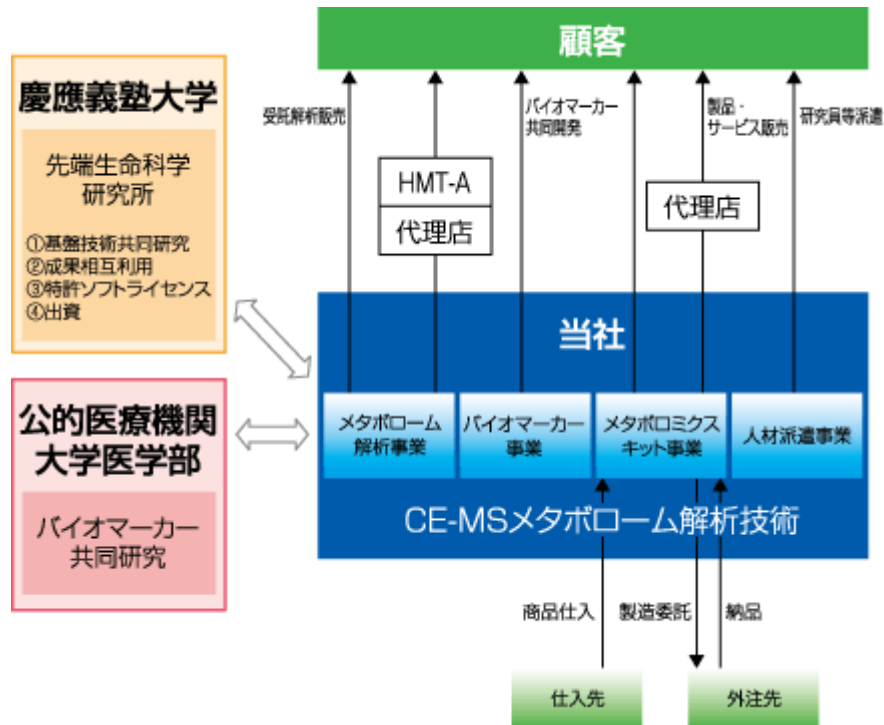 顧客
慶應義塾大学
先端生命科学
研究所
①基盤技術共同研究
②成果相互利用
③特許ソフトライセンス
④出資
公的医療機関
大学医学部
バイオマーカー
共同研究
受託解析販売
バイオマーカー
共同開発
製品・
サービス販売
研究員等派遣
HMT-A
代理店
代理店
当社
メタボローム
解析事業
バイオマーカー
事業
メタボロミクス
キット事業
人材派遣事業
CE-MSメタボローム解析技術
商品仕入
製造委託
納品
仕入先
外注先